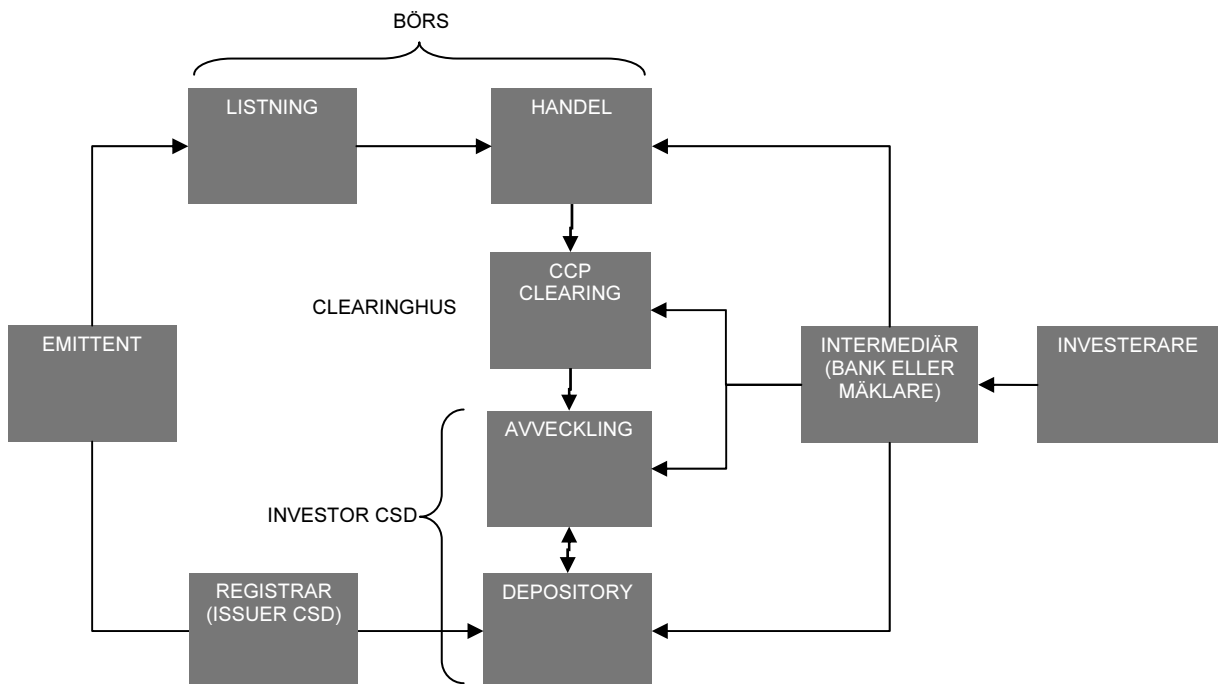 BÖRS
LISTNING
HANDEL
CCP
CLEARING
CLEARINGHUS
EMITTENT
INTERMEDIÄR
(BANK ELLER
MÄKLARE)
INVESTERARE
AVVECKLING
INVESTOR CSD
REGISTRAR
(ISSUER CSD)
DEPOSITORY